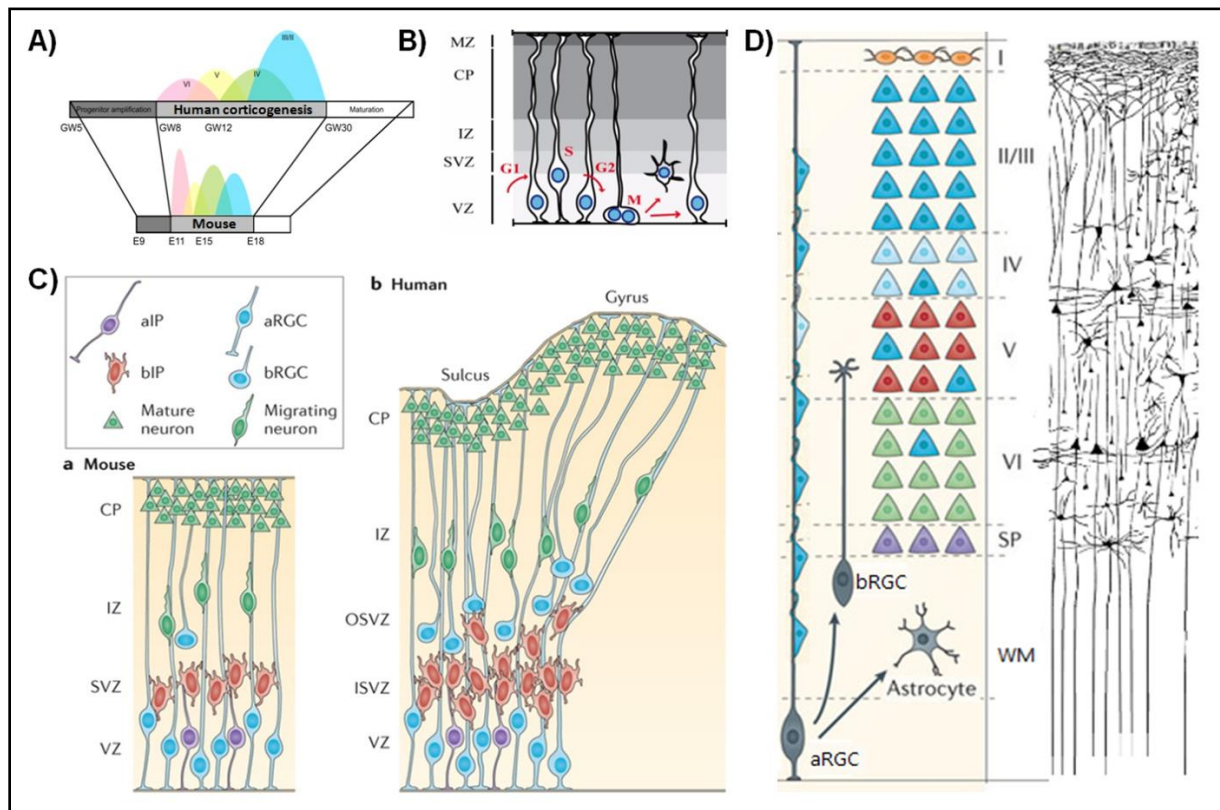 A)
III/II
V
IV
VI
Progenitor amplification
Human corticogenesis
Maturation
GW5
GW8
GW12
GW30
Mouse
E9
E11
E15
E18
B)
MZ
CP
IZ
SVZ
VZ
G1
S
G2
M
C)
aIP
aRGC
bIP
bRGC
Mature
neuron
Migrating
neuron
a Mouse
CP
IZ
SVZ
VZ
b Human
Gyrus
Sulcus
CP
IZ
OSVZ
ISVZ
VZ
D)
I
II/III
IV
V
VI
SP
WM
bRGC
Astrocyte
aRGC